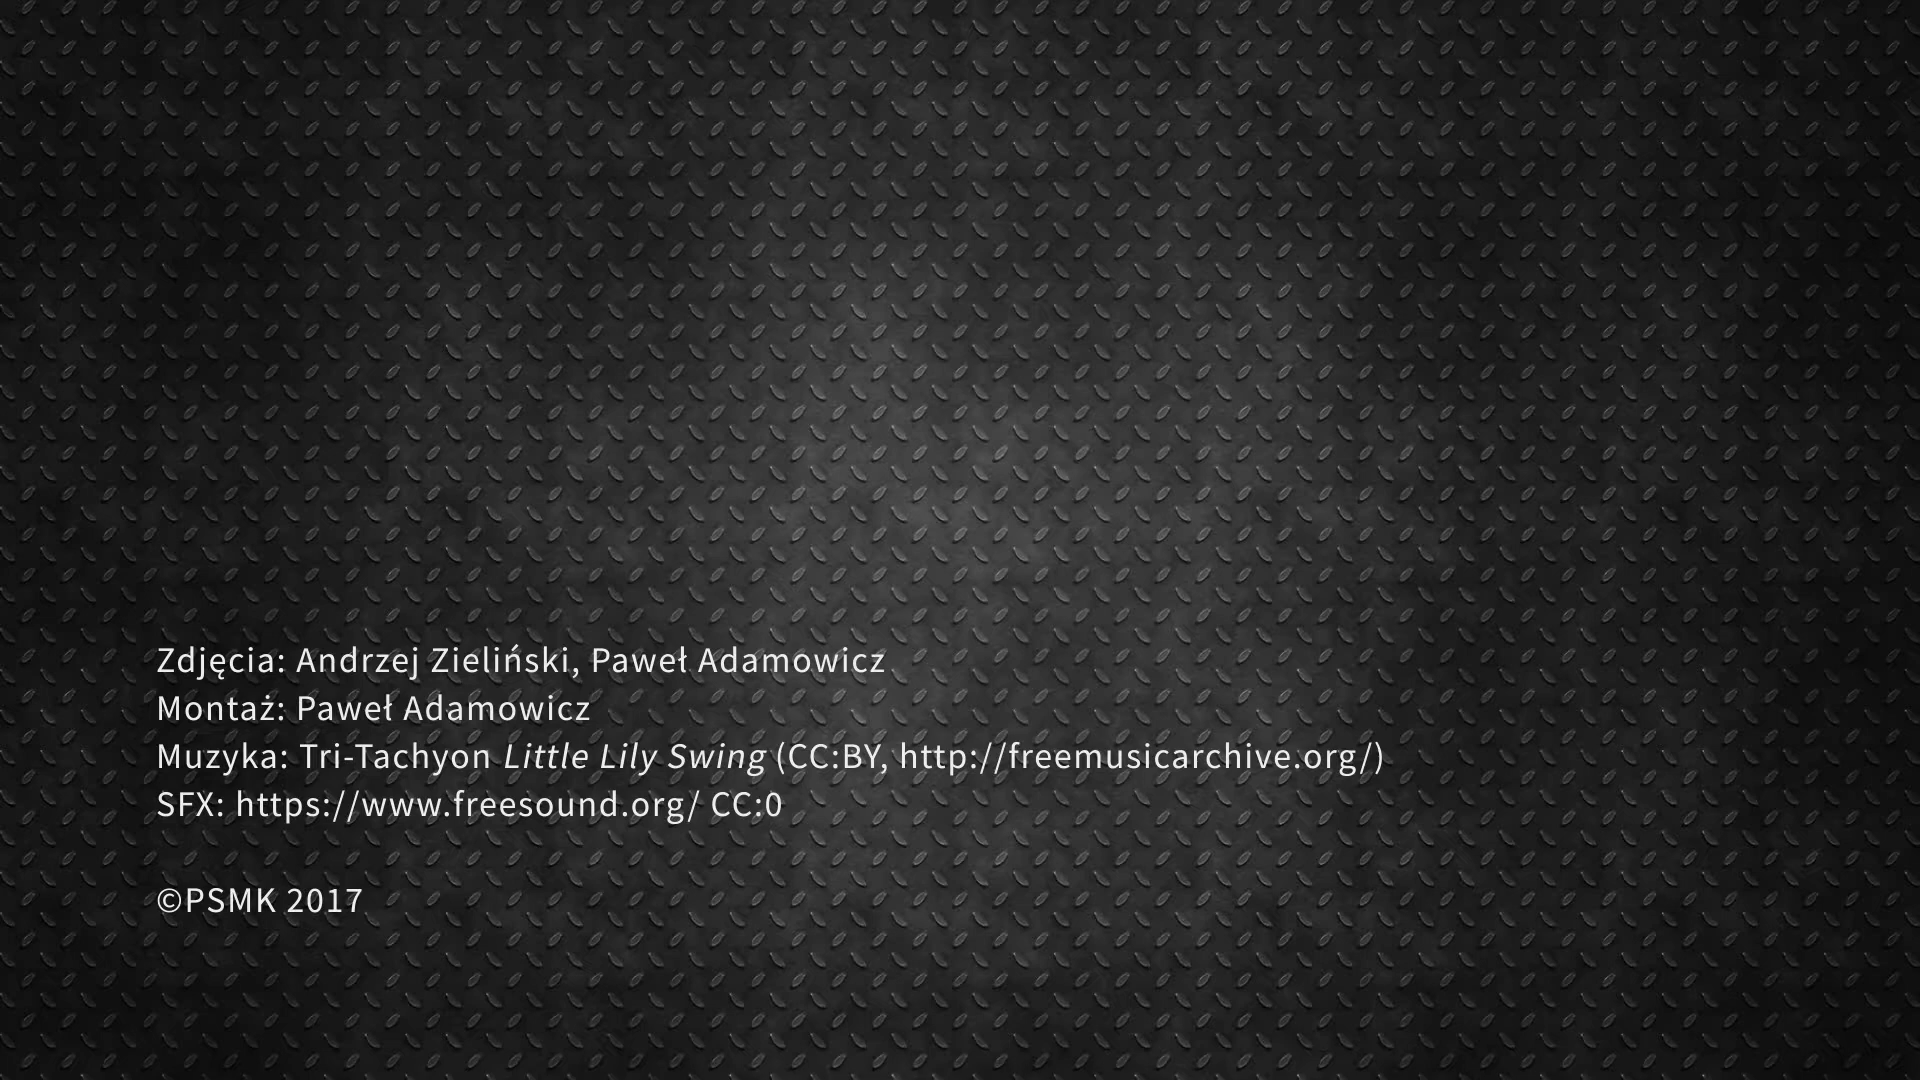 Zdjęcia: Andrzej Zieliński, Paweł Adamowicz
Montaż: Paweł Adamowicz
Muzyka: Tri-Tachyon Little Lily Swing (CC:BY, http://freemusicarchive.org/)
SFX: https://www.freesound.org/ CC:0
©PSMK 2017